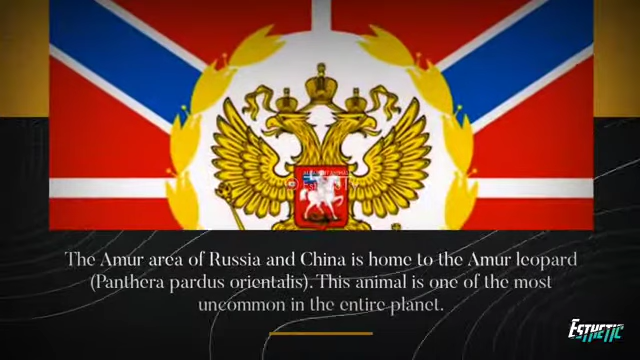 The Amur area of Russia and China is home to the Amur leopard
(Panthera pardus orientalis). This animal is one of the most
uncommon in the entire planet.
ESTHETIC